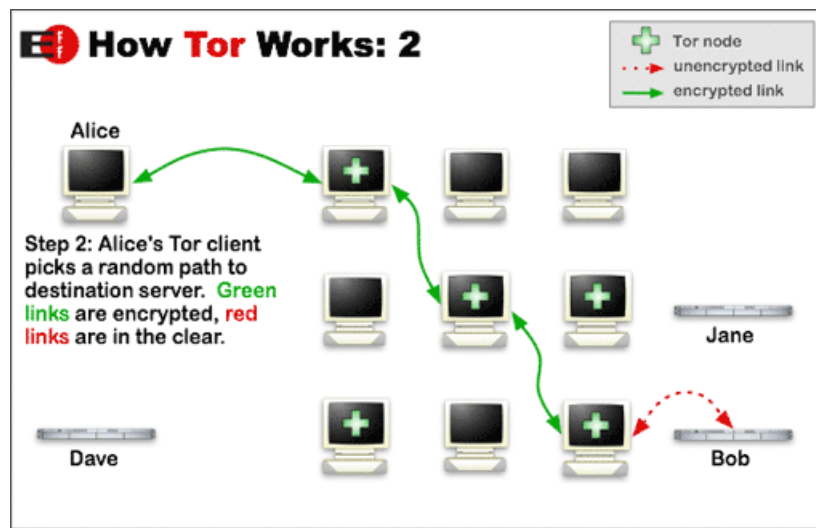 EFF How Tor Works: 2
Tor node
unencrypted link
encrypted link
Alice
Step 2: Alice's Tor client
picks a random path to
destination server. Green
links are encrypted, red
links are in the clear.
Jane
Dave
Bob